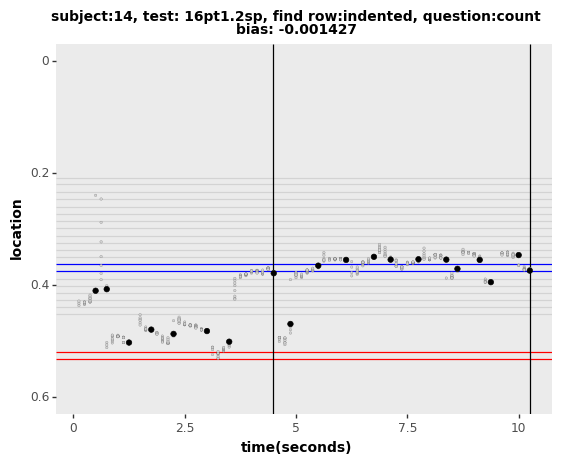 subject:14, test: 16pt1.2sp, find row:indented, question:count
bias: -0.001427
0
0.2
0.4
0.6
location
0
2.5
5
7.5
10
time(seconds)